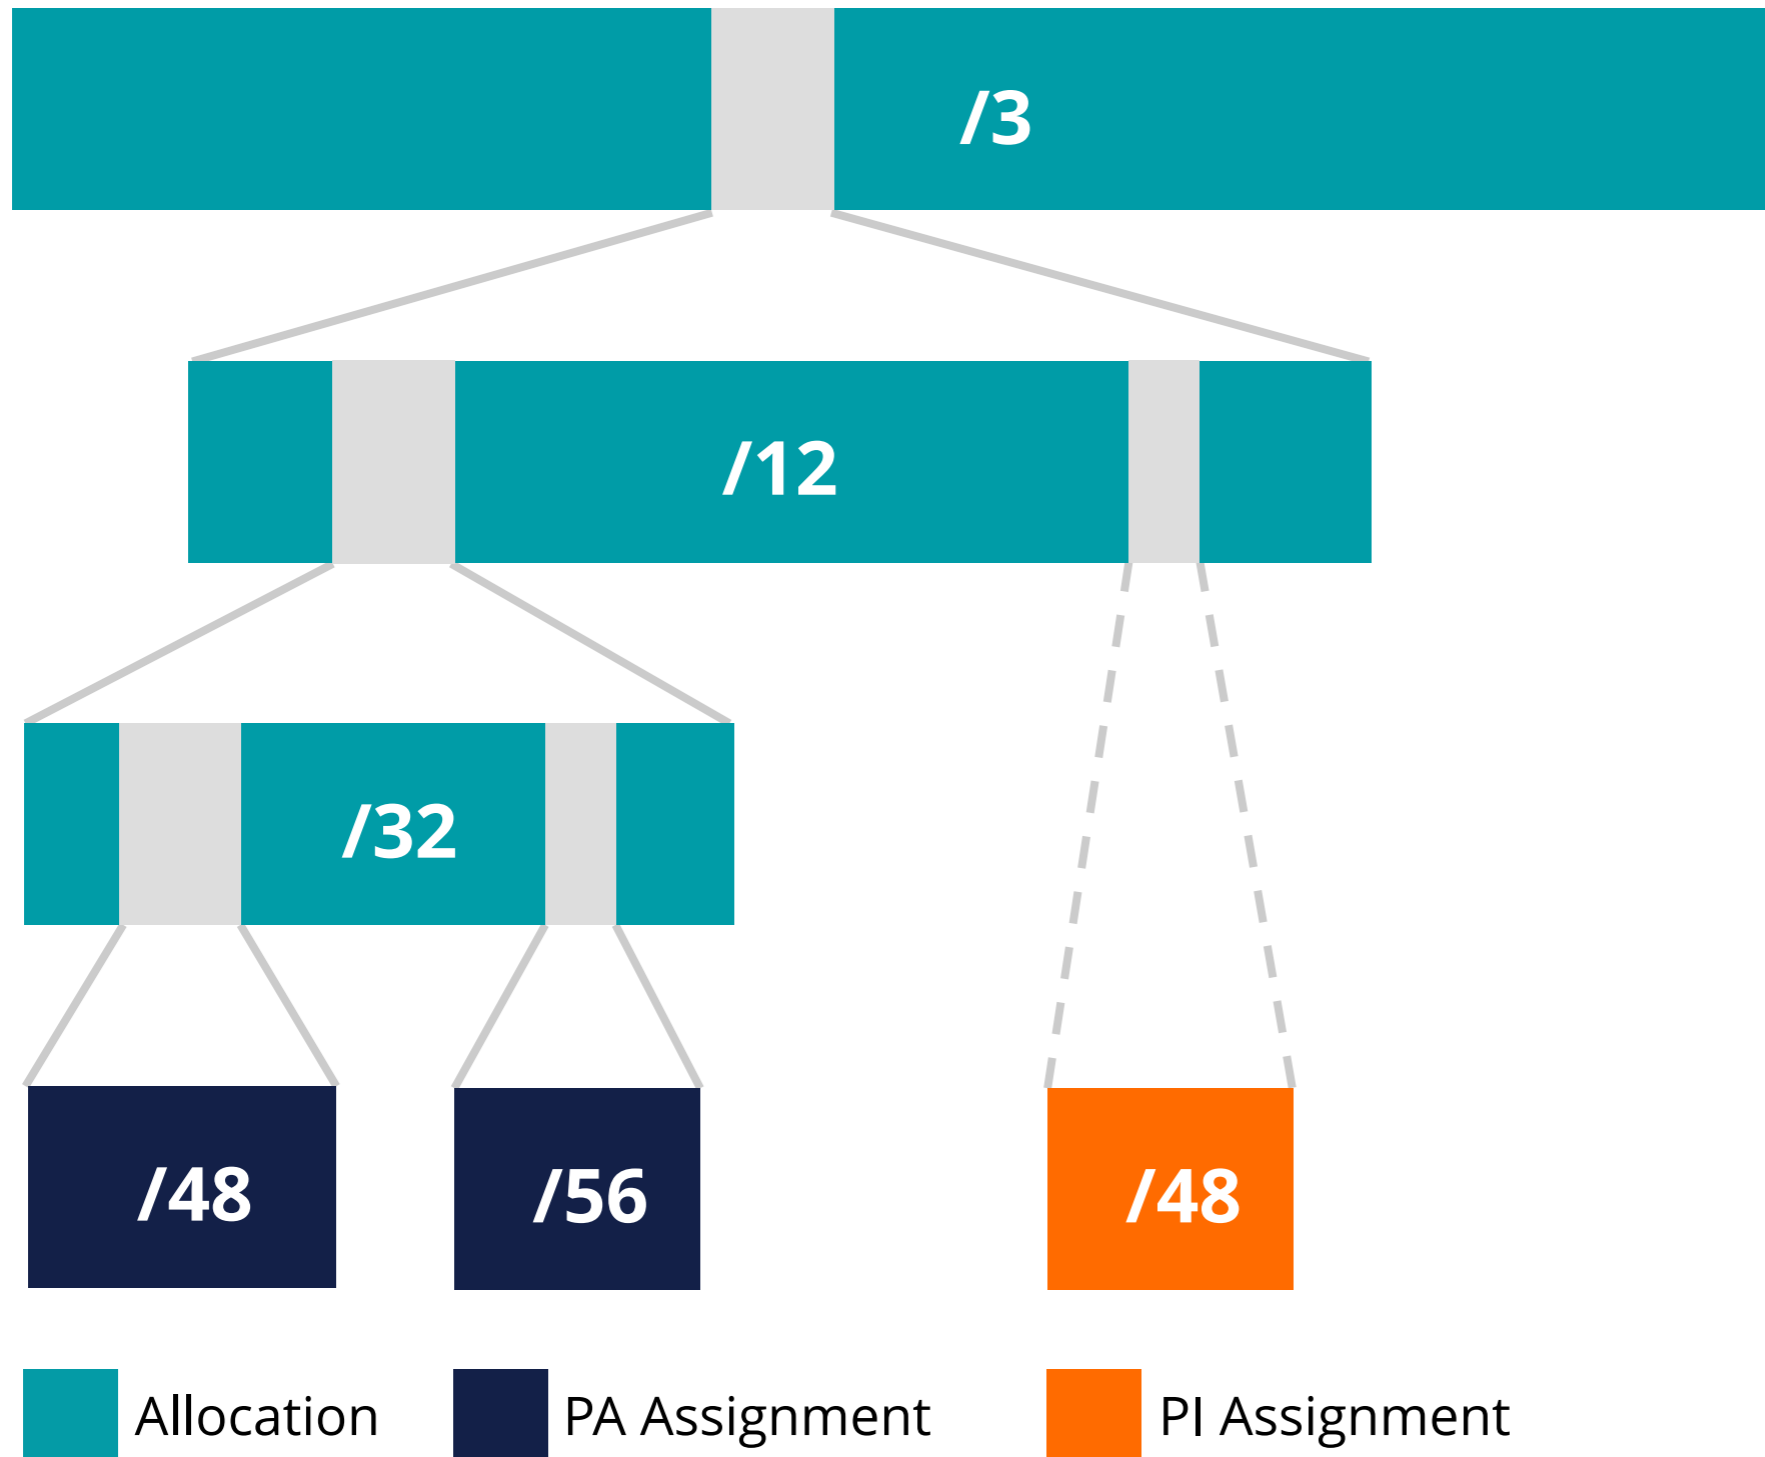 /3
/12
/32
/48
/56
/48
Allocation
PA Assignment
PI Assignment